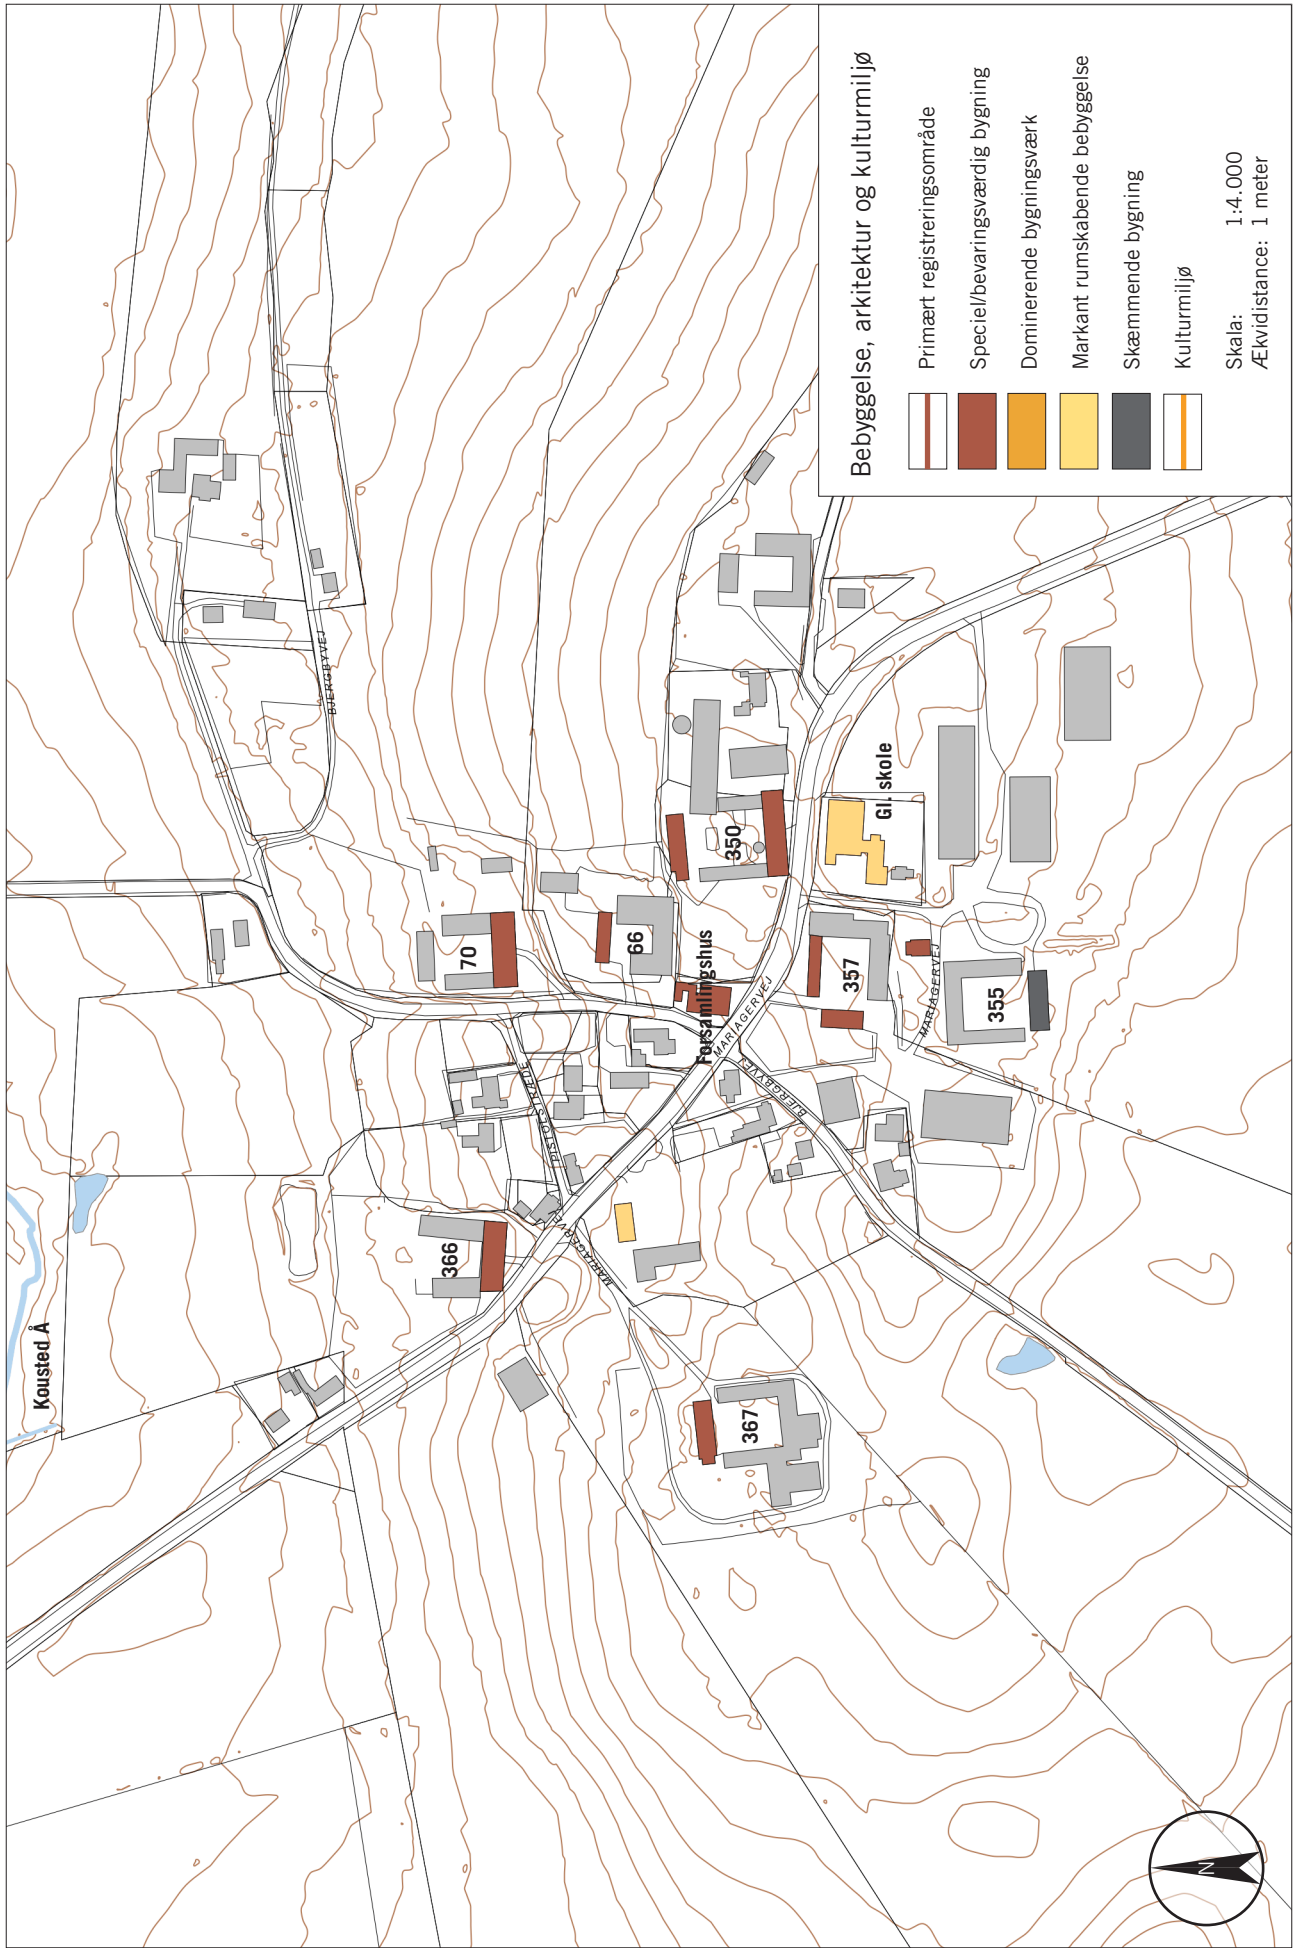 Bebyggelse, arkitektur og kulturmiljø
Primært registreringsområde
Speciel/bevaringsværdig bygning
Dominerende bygningsværk
Markant rumskabende bebyggelse
Skæmmende bygning
Kulturmiljø
Skala: 1:4.000
Ækvidistance: 1 meter
Kousted Å
BJERGBYVEJ
70
66
350
Gl. skole
Forsamlingshus
MARIAGERVEJ
357
MARIAGERVEJ
355
BJERGBYVEJ
PISTOLSTRÆDE
366
MARIAGERVEJ
367
N